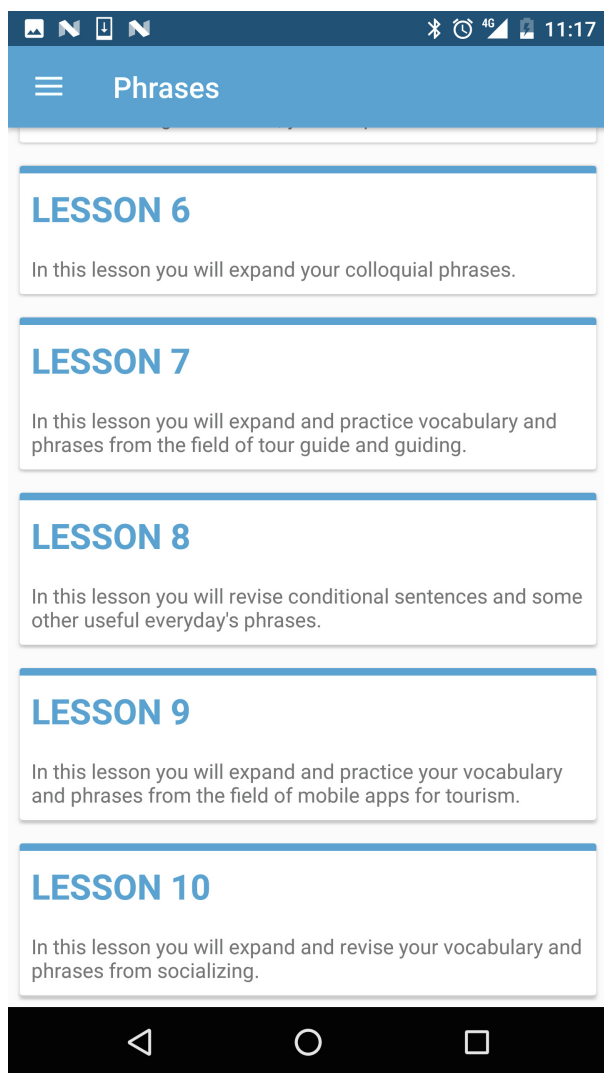 4G 11:17
Phrases
LESSON 6
In this lesson you will expand your colloquial phrases.
LESSON 7
In this lesson you will expand and practice vocabulary and
phrases from the field of tour guide and guiding.
LESSON 8
In this lesson you will revise conditional sentences and some
other useful everyday's phrases.
LESSON 9
In this lesson you will expand and practice your vocabulary
and phrases from the field of mobile apps for tourism.
LESSON 10
In this lesson you will expand and revise your vocabulary and
phrases from socializing.